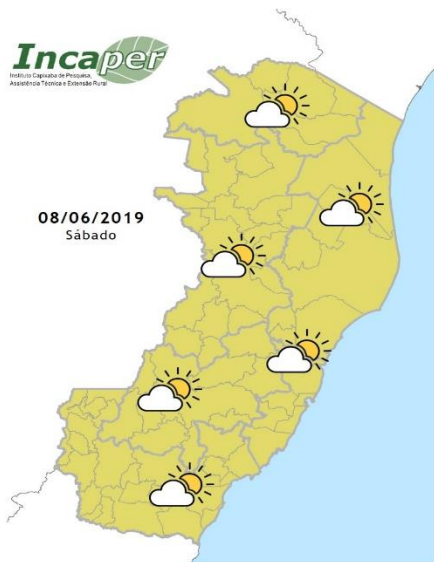 Incaper
Instituto Capixaba de Pesquisa,
Assistência Técnica e Extensão Rural
08/06/2019
Sábado